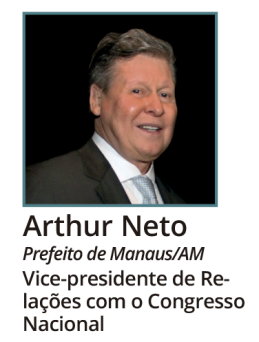 Arthur Neto
Prefeito de Manaus/AM
Vice-presidente de Re-
lações com o Congresso
Nacional